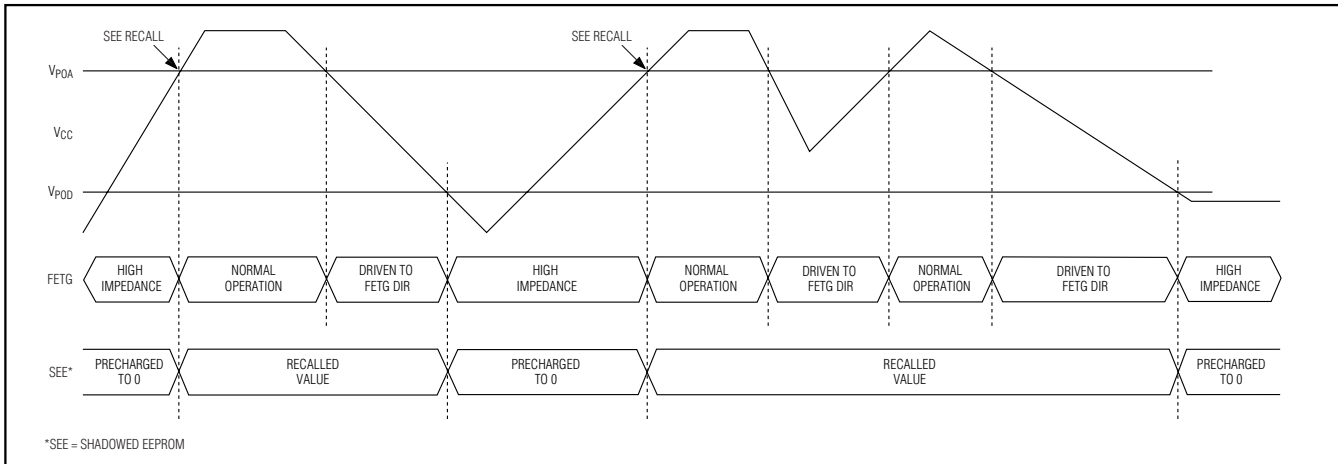 SEE RECALL
SEE RECALL
VPOA
VCC
VPOD
FETG
HIGH
IMPEDANCE
NORMAL
OPERATION
DRIVEN TO
FETG DIR
HIGH
IMPEDANCE
NORMAL
OPERATION
DRIVEN TO
FETG DIR
NORMAL
OPERATION
DRIVEN TO
FETG DIR
HIGH
IMPEDANCE
SEE*
PRECHARGED
TO 0
RECALLED
VALUE
PRECHARGED
TO 0
RECALLED
VALUE
PRECHARGED
TO 0
*SEE = SHADOWED EEPROM